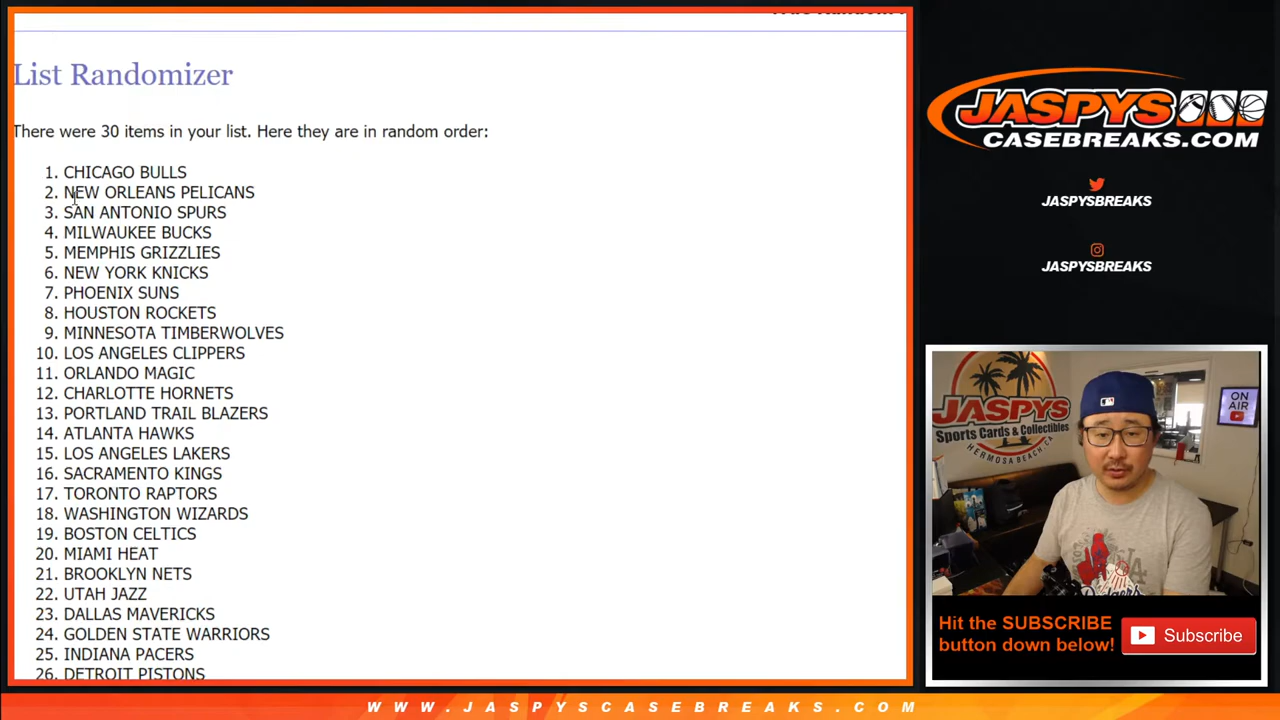 List Randomizer
There were 30 items in your list. Here they are in random order:
1. CHICAGO BULLS
2. NEW ORLEANS PELICANS
3. SAN ANTONIO SPURS
4. MILWAUKEE BUCKS
5. MEMPHIS GRIZZLIES
6. NEW YORK KNICKS
7. PHOENIX SUNS
8. HOUSTON ROCKETS
9. MINNESOTA TIMBERWOLVES
10. LOS ANGELES CLIPPERS
11. ORLANDO MAGIC
12. CHARLOTTE HORNETS
13. PORTLAND TRAIL BLAZERS
14. ATLANTA HAWKS
15. LOS ANGELES LAKERS
16. SACRAMENTO KINGS
17. TORONTO RAPTORS
18. WASHINGTON WIZARDS
19. BOSTON CELTICS
20. MIAMI HEAT
21. BROOKLYN NETS
22. UTAH JAZZ
23. DALLAS MAVERICKS
24. GOLDEN STATE WARRIORS
25. INDIANA PACERS
26. DETROIT PISTONS
JASPYS
CASEBREAKS.COM
JASPYSBREAKS
JASPYSBREAKS
JASPYS
Sports Cards & Collectibles
HERMOSA BEACH, CA
ON
AIR
LA
Dodgers
Hit the SUBSCRIBE
button down below!
Subscribe
WWW.JASPYSCASEBREAKS.COM